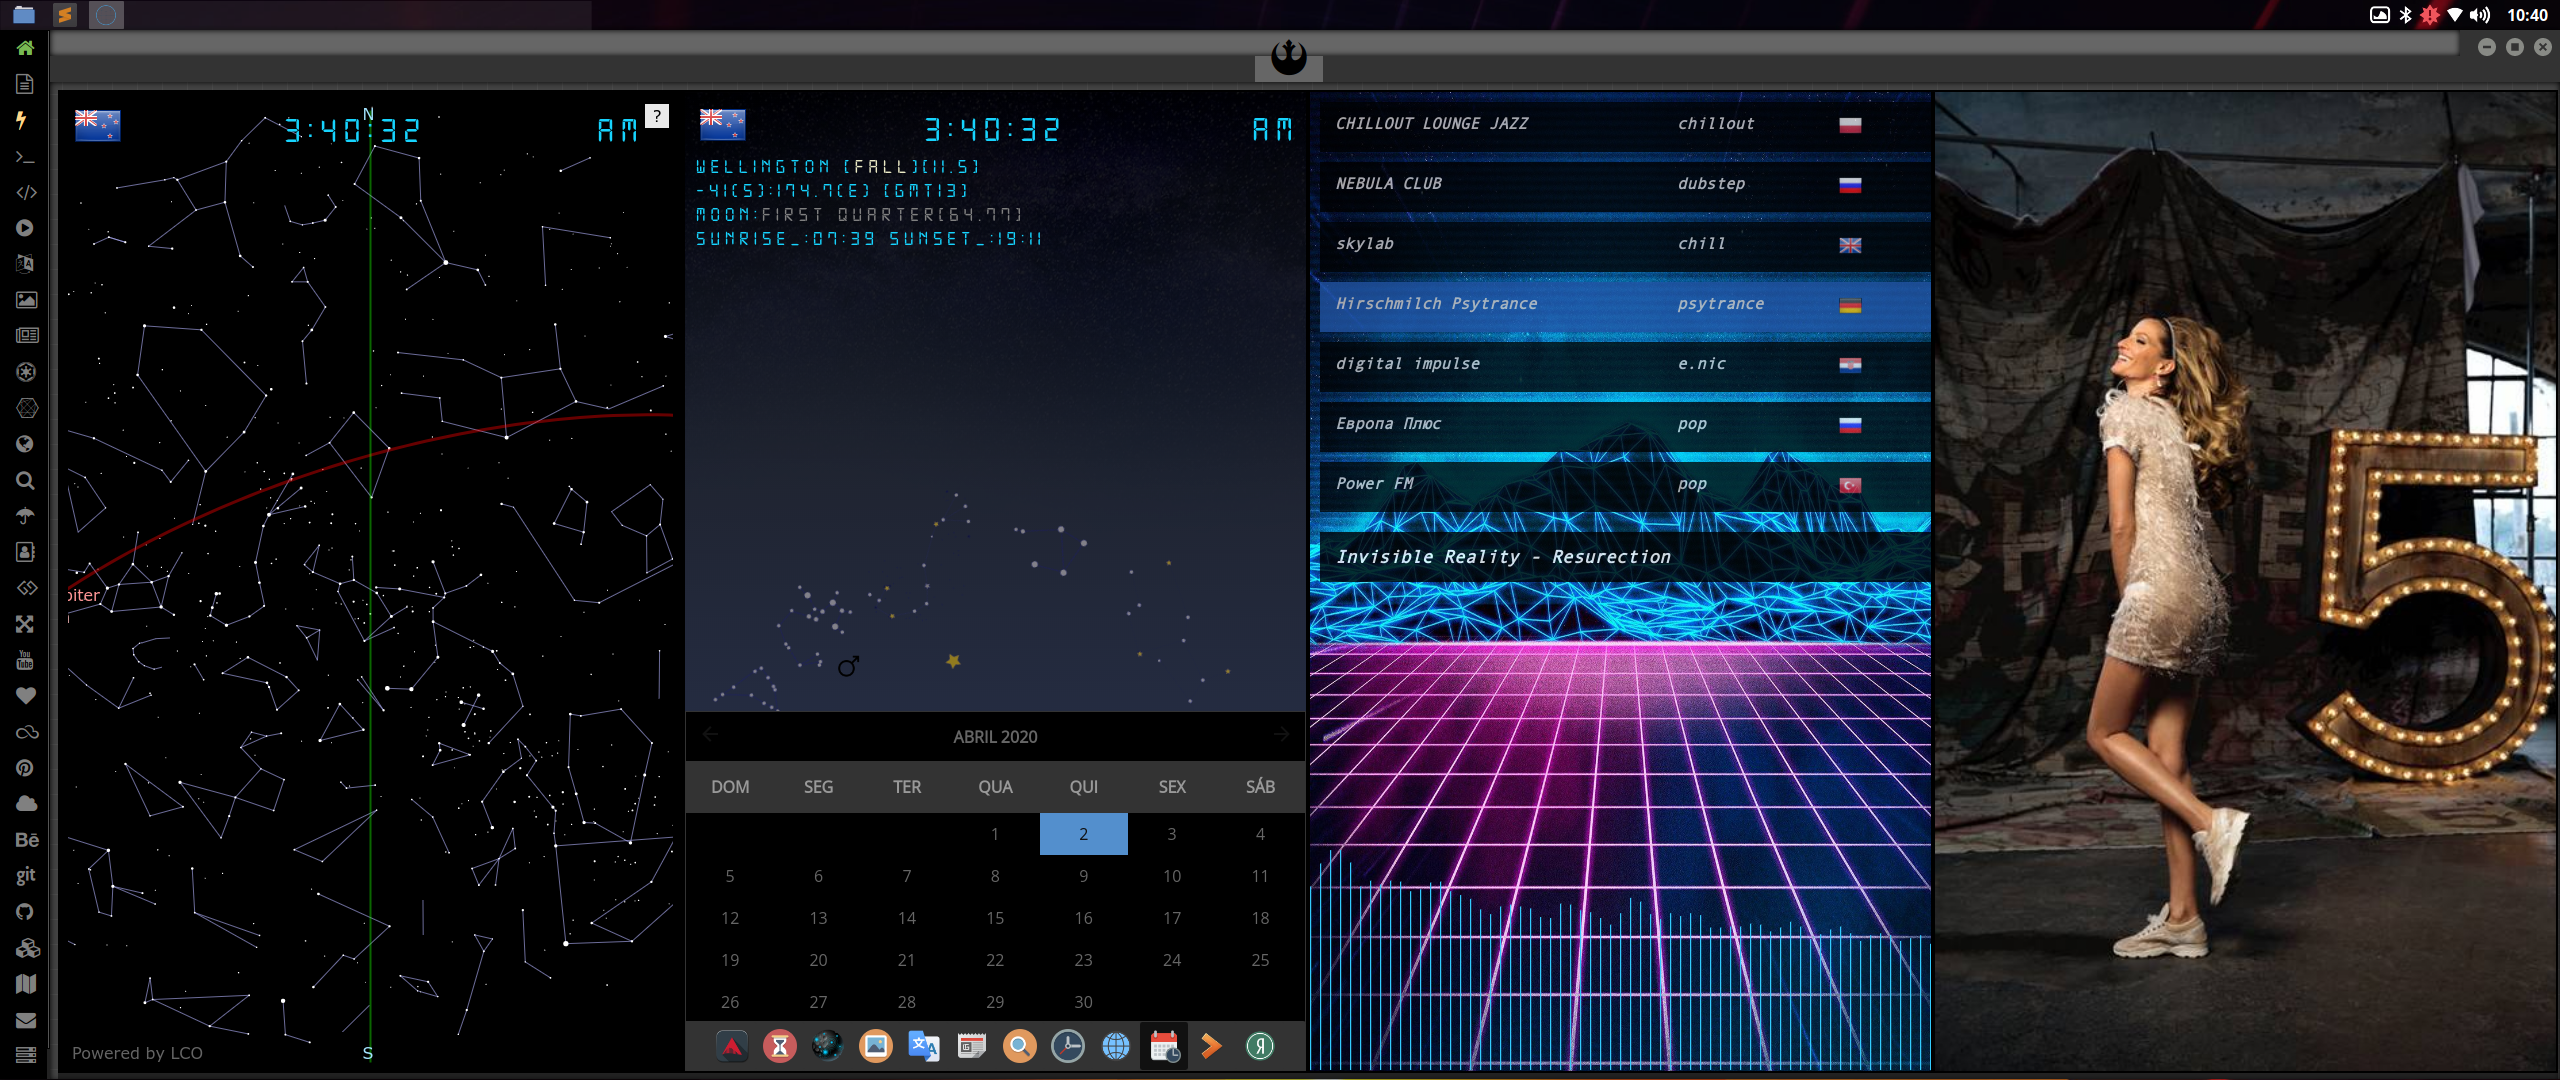 10:40
N
3:40:32 AM
?
3:40:32 AM
WELLINGTON [FALL][11.5]
-41(S):174.7(E) [GMT13]
MOON:FIRST QUARTER[64.77]
SUNRISE_:07:39 SUNSET_:19:11
CHILLOUT LOUNGE JAZZ chillout
NEBULA CLUB dubstep
skylab chill
Hirschmilch Psytrance psytrance
digital impulse e.nic
Европа Плюс pop
Power FM pop
Invisible Reality - Resurection
piter
You
Tube
Bē
git
ABRIL 2020
DOM SEG TER QUA QUI SEX SÁB
1 2 3 4
5 6 7 8 9 10 11
12 13 14 15 16 17 18
19 20 21 22 23 24 25
26 27 28 29 30
Powered by LCO
S
5